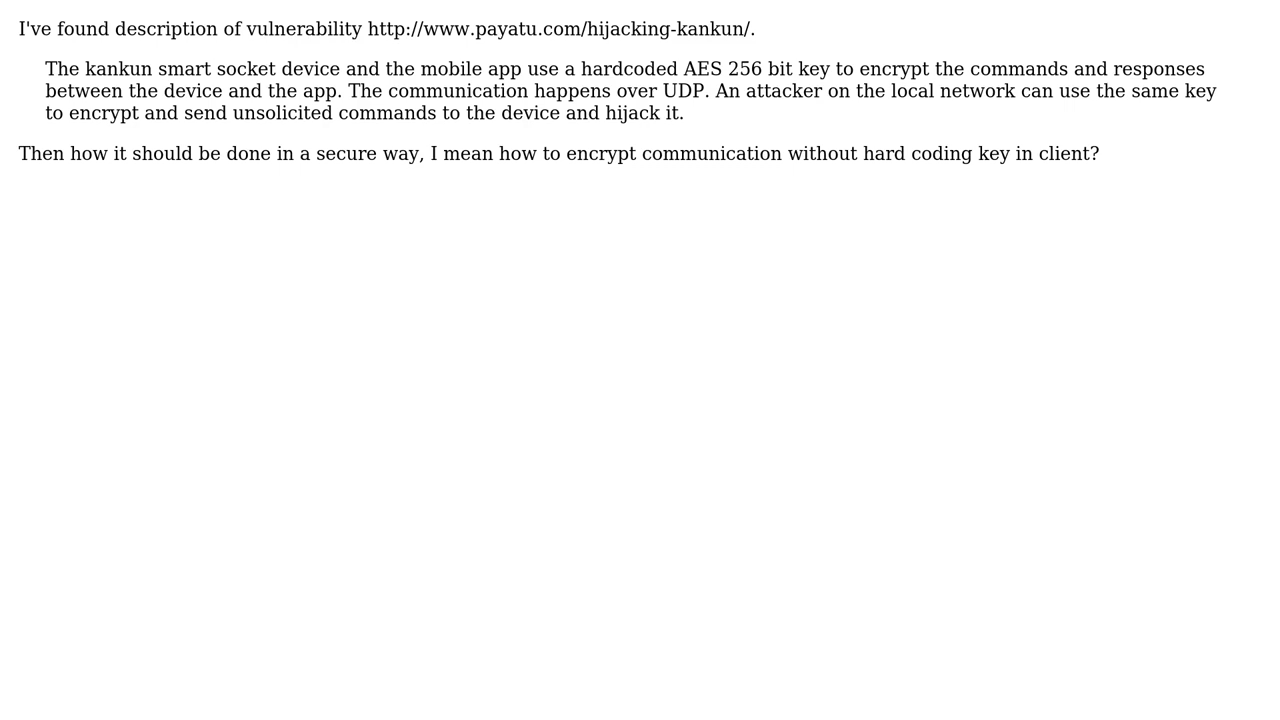 I've found description of vulnerability http://www.payatu.com/hijacking-kankun/.
The kankun smart socket device and the mobile app use a hardcoded AES 256 bit key to encrypt the commands and responses
between the device and the app. The communication happens over UDP. An attacker on the local network can use the same key
to encrypt and send unsolicited commands to the device and hijack it.
Then how it should be done in a secure way, I mean how to encrypt communication without hard coding key in client?